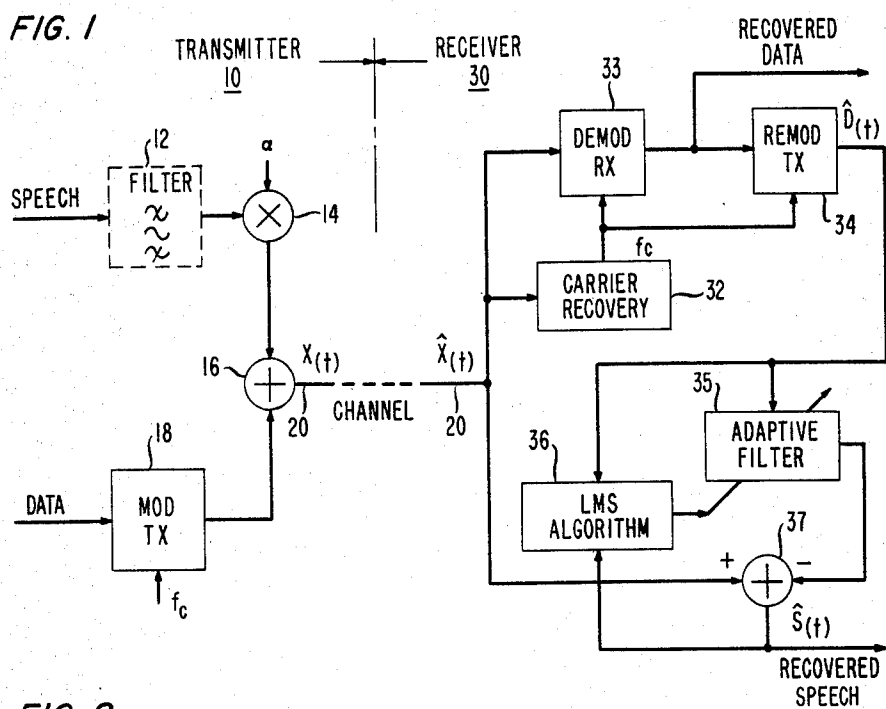 FIG. 1
TRANSMITTER
10
RECEIVER
30
RECOVERED
DATA
33
DEMOD
RX
REMOD
TX
D̂(t)
34
12
FILTER
SPEECH
α
14
fc
CARRIER
RECOVERY
32
16
X(t)
20
CHANNEL
X̂(t)
20
35
ADAPTIVE
FILTER
36
LMS
ALGORITHM
18
DATA
MOD
TX
fc
37
+
−
Ŝ(t)
RECOVERED
SPEECH